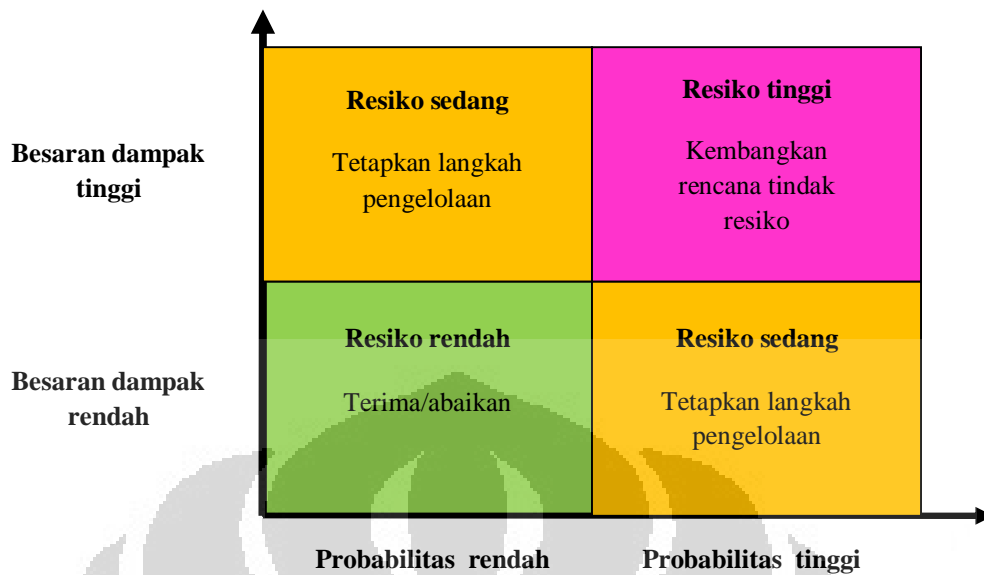 Besaran dampak
tinggi
Resiko sedang
Tetapkan langkah
pengelolaan
Resiko tinggi
Kembangkan
rencana tindak
resiko
Besaran dampak
rendah
Resiko rendah
Terima/abaikan
Resiko sedang
Tetapkan langkah
pengelolaan
Probabilitas rendah
Probabilitas tinggi